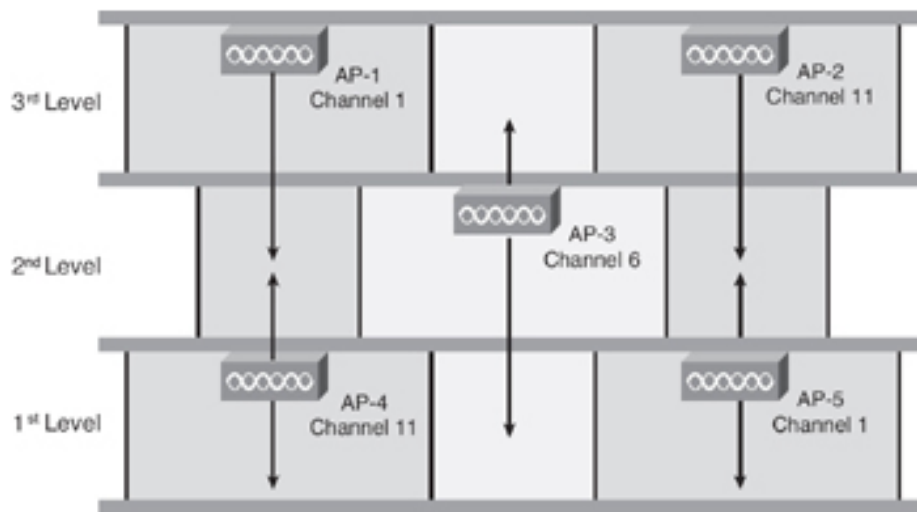 AP-1
Channel 1
AP-2
Channel 11
3rd Level
AP-3
Channel 6
2nd Level
AP-4
Channel 11
AP-5
Channel 1
1st Level